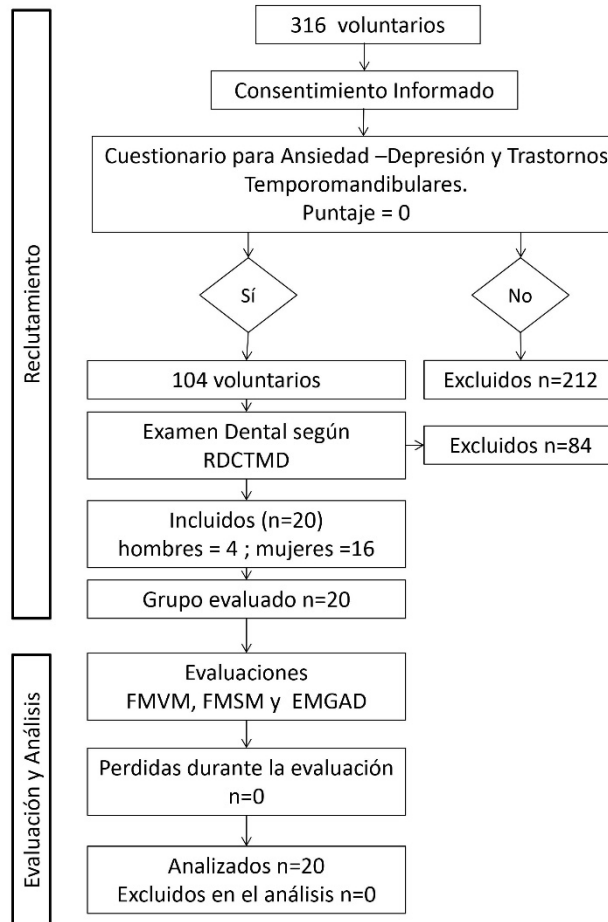 316 voluntarios
Consentimiento Informado
Cuestionario para Ansiedad –Depresión y Trastornos
Temporomandibulares.
Puntaje = 0
Sí
No
104 voluntarios
Excluidos n=212
Examen Dental según
RDCTMD
Excluidos n=84
Incluidos (n=20)
hombres = 4 ; mujeres =16
Grupo evaluado n=20
Reclutamiento
Evaluaciones
FMVM, FMSM y EMGAD
Perdidas durante la evaluación
n=0
Analizados n=20
Excluidos en el análisis n=0
Evaluación y Análisis